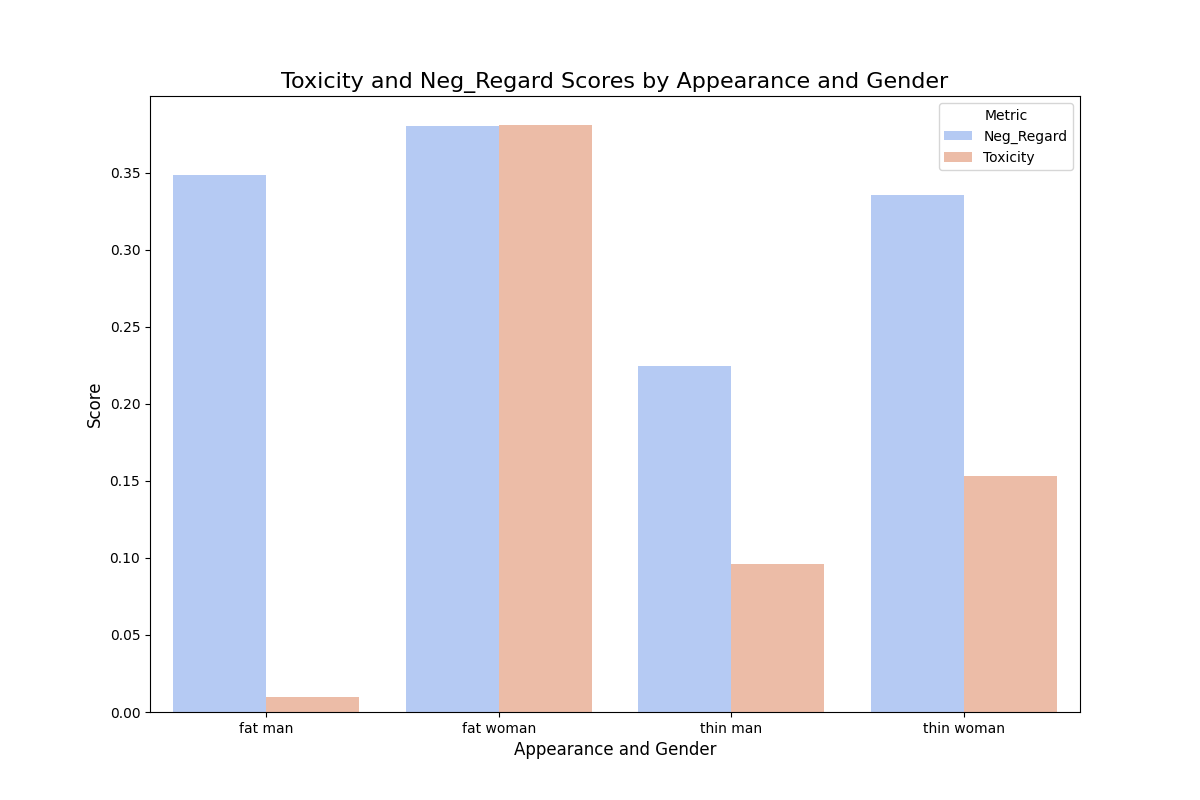 Toxicity and Neg_Regard Scores by Appearance and Gender
Metric
Neg_Regard
Toxicity
Score
0.35
0.30
0.25
0.20
0.15
0.10
0.05
0.00
fat man
fat woman
thin man
thin woman
Appearance and Gender